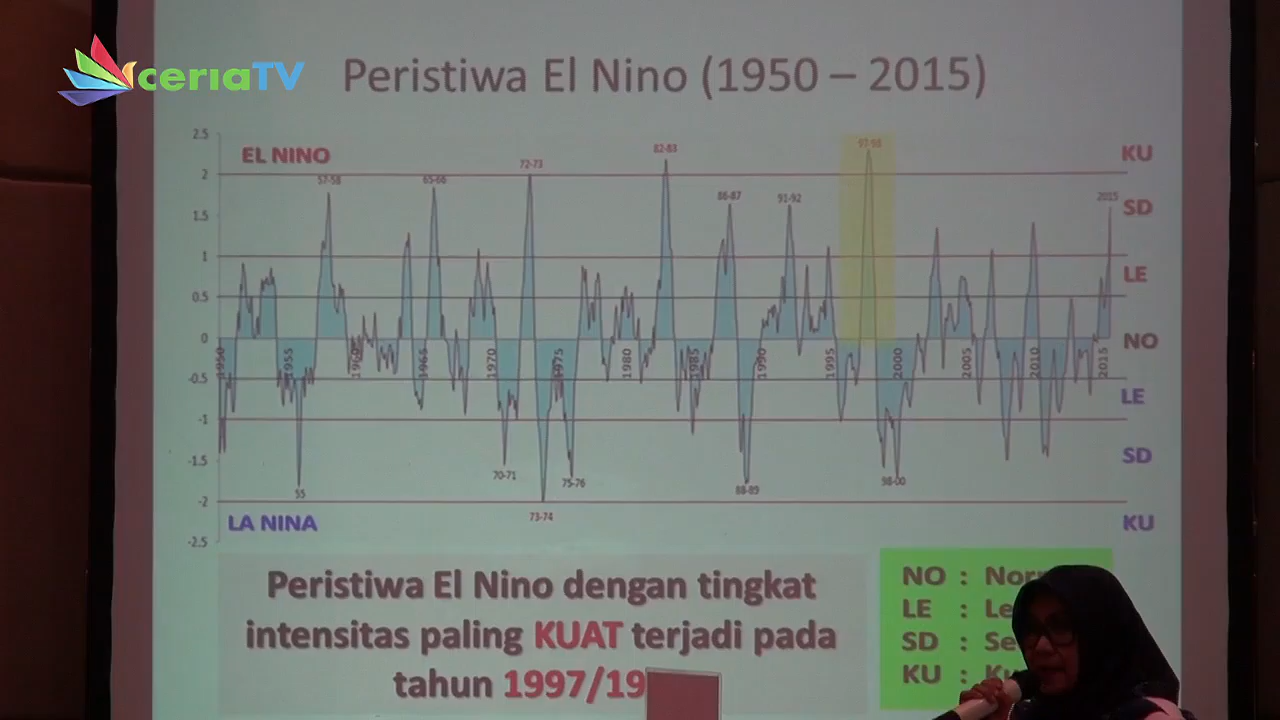 ceriaTV
Peristiwa El Nino (1950 – 2015)
2.5
2
1.5
1
0.5
0
-0.5
-1
-1.5
-2
-2.5
EL NINO
57-58
65-66
72-73
82-83
86-87
91-92
97-98
2015
KU
SD
LE
NO
LE
SD
KU
1950
1955
1960
1965
1970
1975
1980
1985
1990
1995
2000
2005
2010
2015
55
70-71
73-74
75-76
88-89
98-00
LA NINA
Peristiwa El Nino dengan tingkat
intensitas paling KUAT terjadi pada
tahun 1997/19
NO :
LE :
SD :
KU :